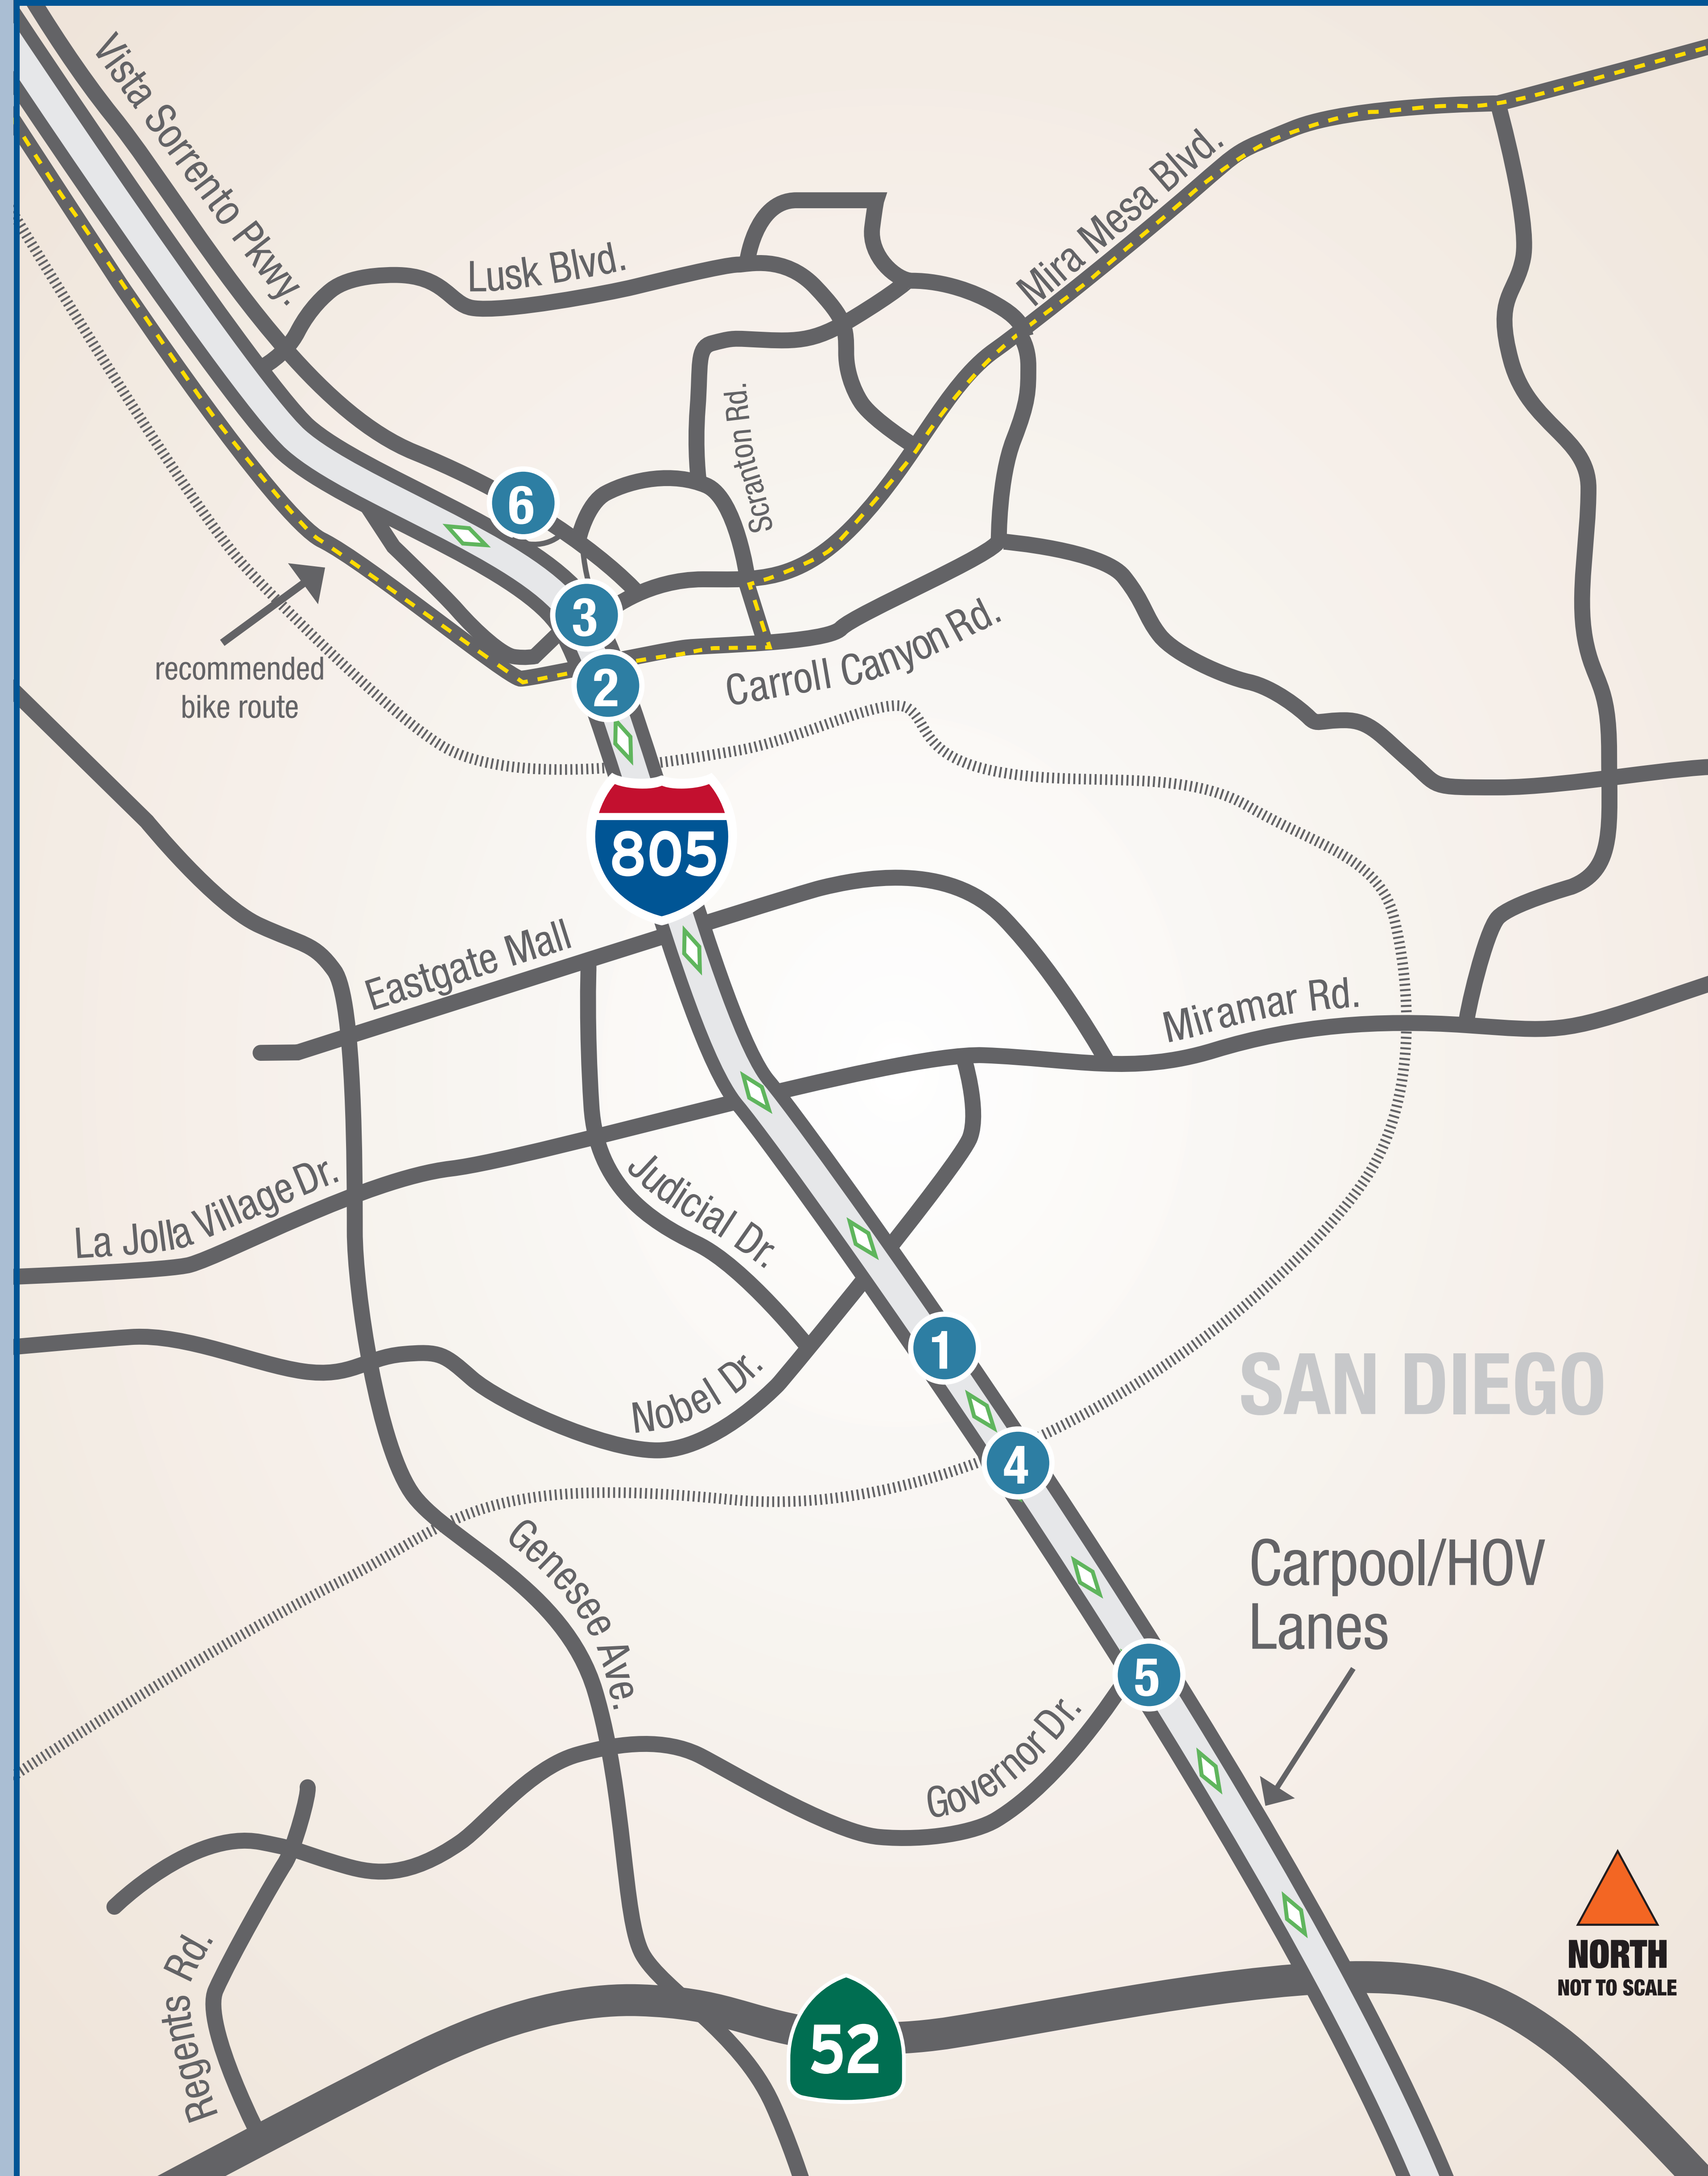 Vista Sorrento Pkwy.
Lusk Blvd.
Mira Mesa Blvd.
Scranton Rd.
6
3
2
recommended
bike route
Carroll Canyon Rd.
805
Eastgate Mall
Miramar Rd.
La Jolla Village Dr.
Judicial Dr.
1
Nobel Dr.
SAN DIEGO
4
Genesee Ave.
Carpool/HOV
Lanes
5
Governor Dr.
Regents Rd.
NORTH
NOT TO SCALE
52